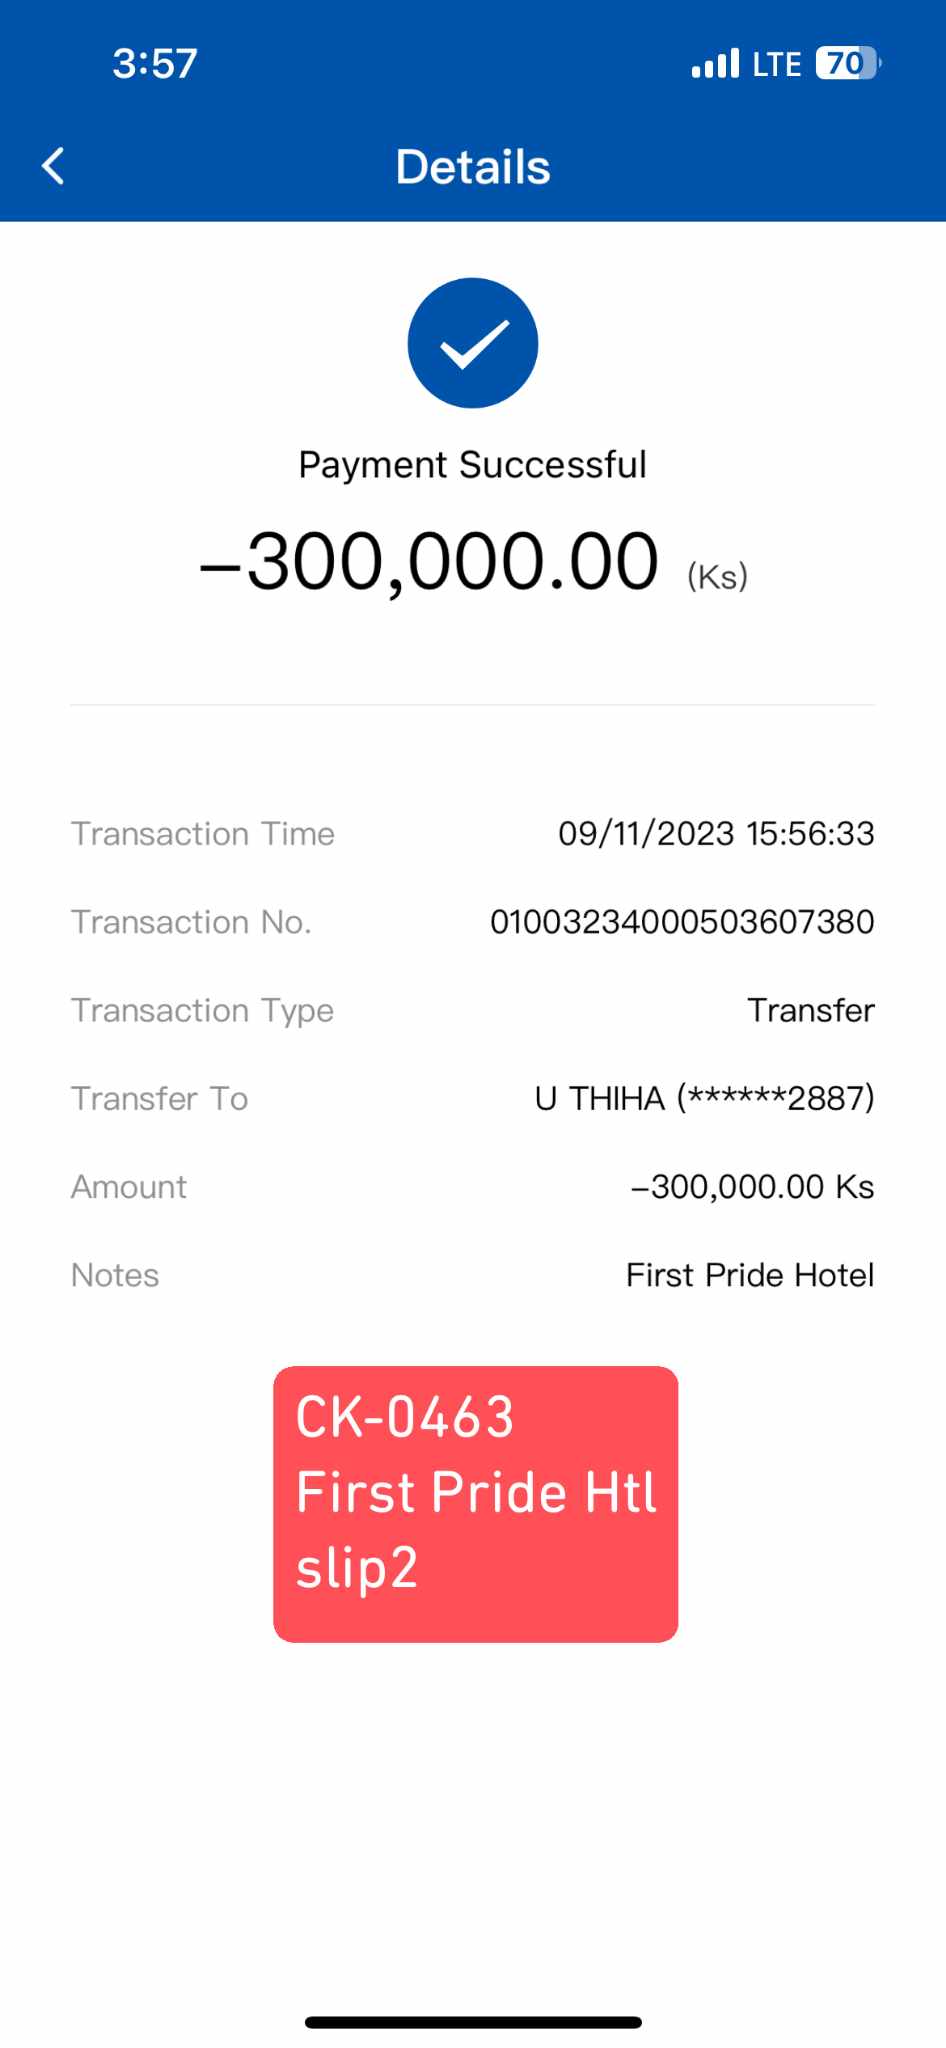 3:57 LTE 70
Details
Payment Successful
-300,000.00 (Ks)
Transaction Time 09/11/2023 15:56:33
Transaction No. 01003234000503607380
Transaction Type Transfer
Transfer To U THIHA (******2887)
Amount -300,000.00 Ks
Notes First Pride Hotel
CK-0463
First Pride Htl
slip2